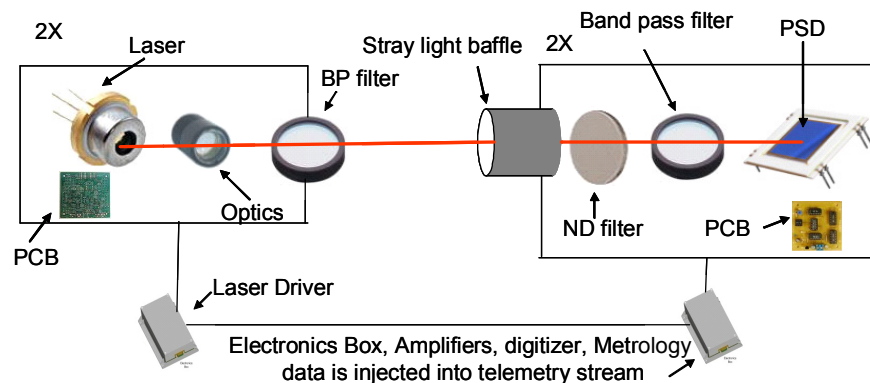 2X
Laser
BP filter
Optics
PCB
Laser Driver
Stray light baffle
2X
Band pass filter
PSD
ND filter
PCB
Electronics Box, Amplifiers, digitizer, Metrology
data is injected into telemetry stream